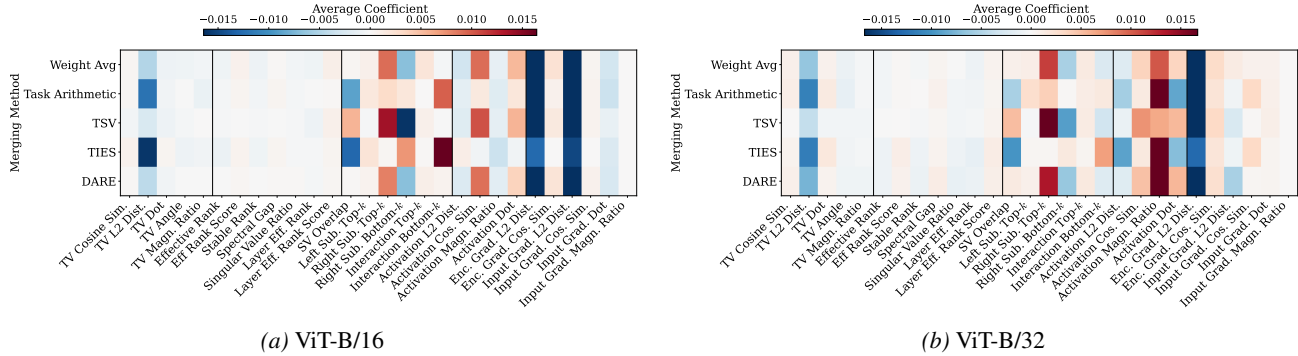 Average Coefficient
−0.015 −0.010 −0.005 0.000 0.005 0.010 0.015
Merging Method
Weight Avg
Task Arithmetic
TSV
TIES
DARE
TV Cosine Sim.
TV L2 Dist.
TV Dot
TV Angle
TV Magn. Ratio
Effective Rank
Eff Rank Score
Stable Rank
Spectral Gap
Singular Value Ratio
Layer Eff. Rank
Layer Eff. Rank Score
SV Overlap
Left Sub. Top-k
Right Sub. Top-k
Right Sub. Bottom-k
Interaction Top-k
Interaction Bottom-k
Activation L2 Dist.
Activation Cos. Sim.
Activation Magn. Ratio
Activation Dot
Enc. Grad. L2 Dist.
Enc. Grad. Cos Sim.
Input Grad. L2 Dist.
Input Grad. Cos. Sim.
Input Grad. Dot
Input Grad. Magn. Ratio
(a) ViT-B/16
Average Coefficient
−0.015 −0.010 −0.005 0.000 0.005 0.010 0.015
Merging Method
Weight Avg
Task Arithmetic
TSV
TIES
DARE
TV Cosine Sim.
TV L2 Dist.
TV Dot
TV Angle
TV Magn. Ratio
Effective Rank
Eff Rank Score
Stable Rank
Spectral Gap
Singular Value Ratio
Layer Eff. Rank
Layer Eff. Rank Score
SV Overlap
Left Sub. Top-k
Right Sub. Top-k
Right Sub. Bottom-k
Interaction Top-k
Interaction Bottom-k
Activation L2 Dist.
Activation Cos. Sim.
Activation Magn. Ratio
Activation Dot
Enc. Grad. L2 Dist.
Enc. Grad. Cos. Sim.
Input Grad. L2 Dist.
Input Grad. Cos. Sim.
Input Grad. Dot
Input Grad. Magn. Ratio
(b) ViT-B/32